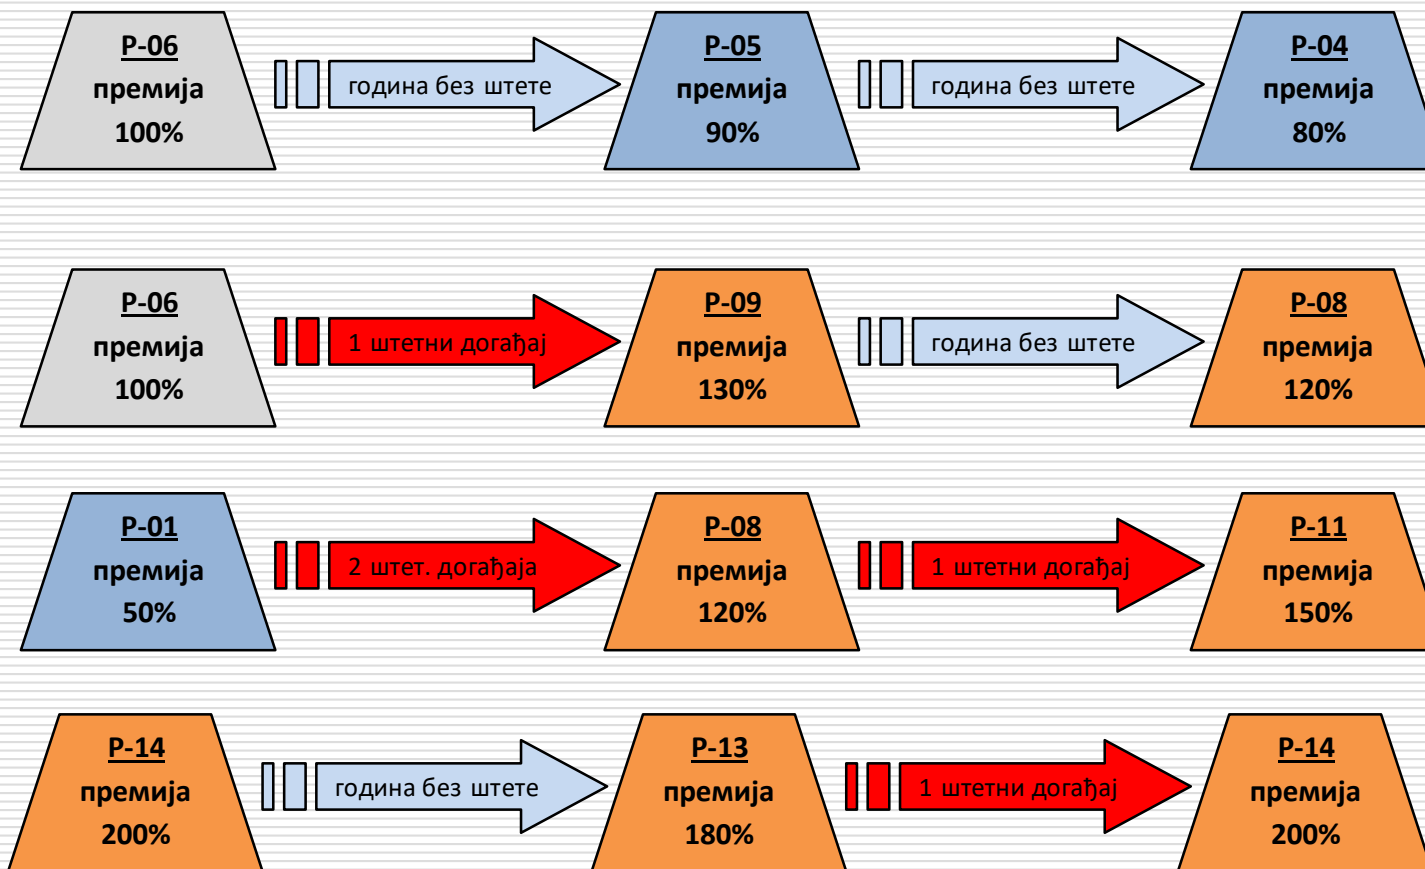 P-06
премија
100%
година без штете
P-05
премија
90%
година без штете
P-04
премија
80%
P-06
премија
100%
1 штетни догађај
P-09
премија
130%
година без штете
P-08
премија
120%
P-01
премија
50%
2 штет. догађаја
P-08
премија
120%
1 штетни догађај
P-11
премија
150%
P-14
премија
200%
година без штете
P-13
премија
180%
1 штетни догађај
P-14
премија
200%